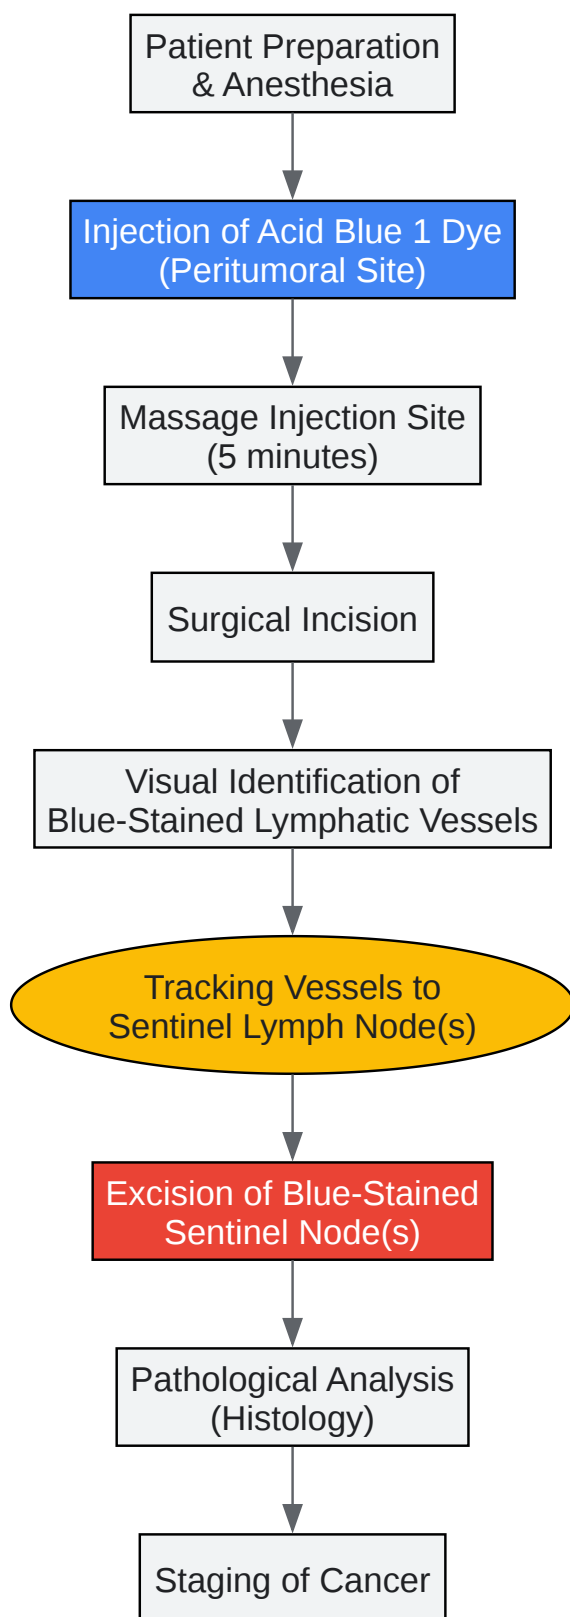 Patient Preparation
& Anesthesia
Injection of Acid Blue 1 Dye
(Peritumoral Site)
Massage Injection Site
(5 minutes)
Surgical Incision
Visual Identification of
Blue-Stained Lymphatic Vessels
Tracking Vessels to
Sentinel Lymph Node(s)
Excision of Blue-Stained
Sentinel Node(s)
Pathological Analysis
(Histology)
Staging of Cancer